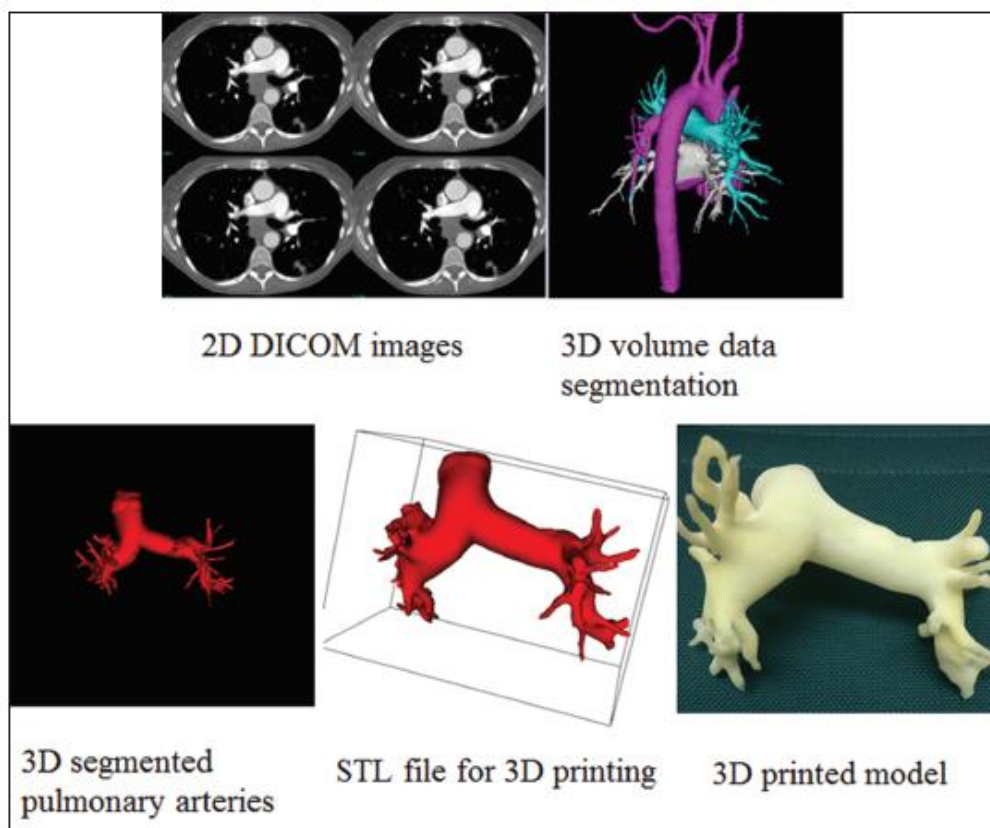 2D DICOM images
3D volume data
segmentation
3D segmented
pulmonary arteries
STL file for 3D printing
3D printed model